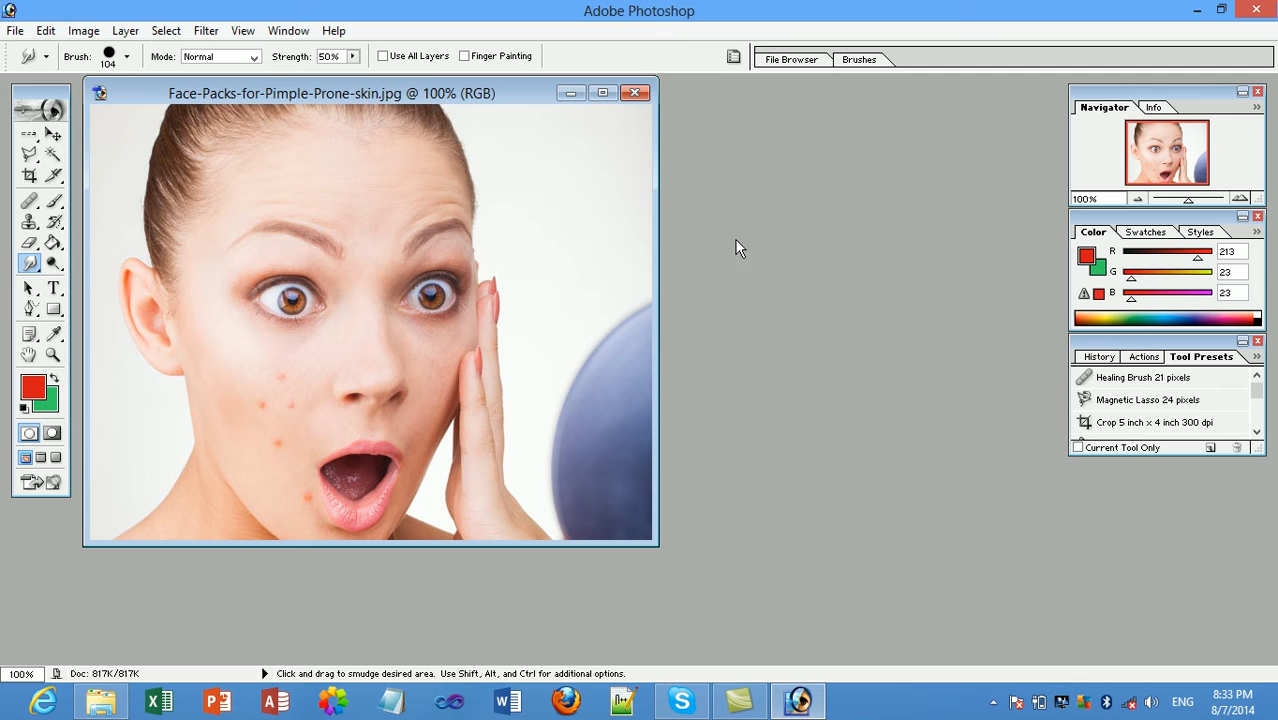 Adobe Photoshop
File Edit Image Layer Select Filter View Window Help
Brush: 104 Mode: Normal Strength: 50% Use All Layers Finger Painting File Browser Brushes
Face-Packs-for-Pimple-Prone-skin.jpg @ 100% (RGB)
Navigator Info
100%
Color Swatches Styles
R 213
G 23
B 23
History Actions Tool Presets
Healing Brush 21 pixels
Magnetic Lasso 24 pixels
Crop 5 inch x 4 inch 300 dpi
Current Tool Only
100% Doc: 817K/817K Click and drag to smudge desired area. Use Shift, Alt, and Ctrl for additional options.
ENG
8:33 PM
8/7/2014